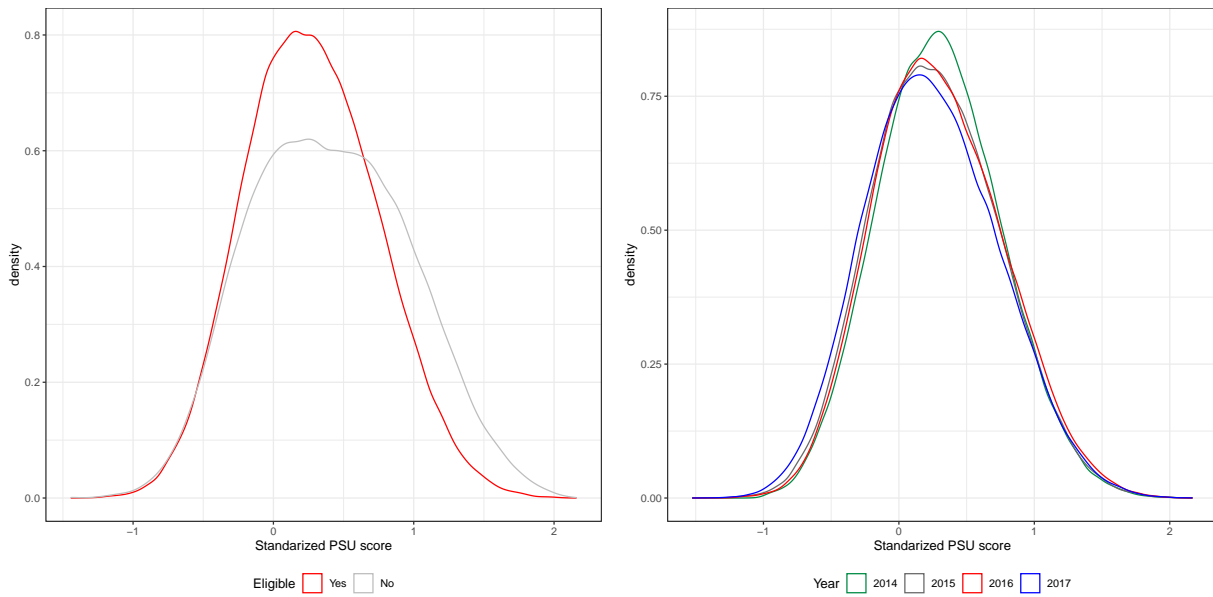 0.8
0.6
0.4
0.2
0.0
density
−1 0 1 2
Standarized PSU score
Eligible Yes No
0.75
0.50
0.25
0.00
density
−1 0 1 2
Standarized PSU score
Year 2014 2015 2016 2017